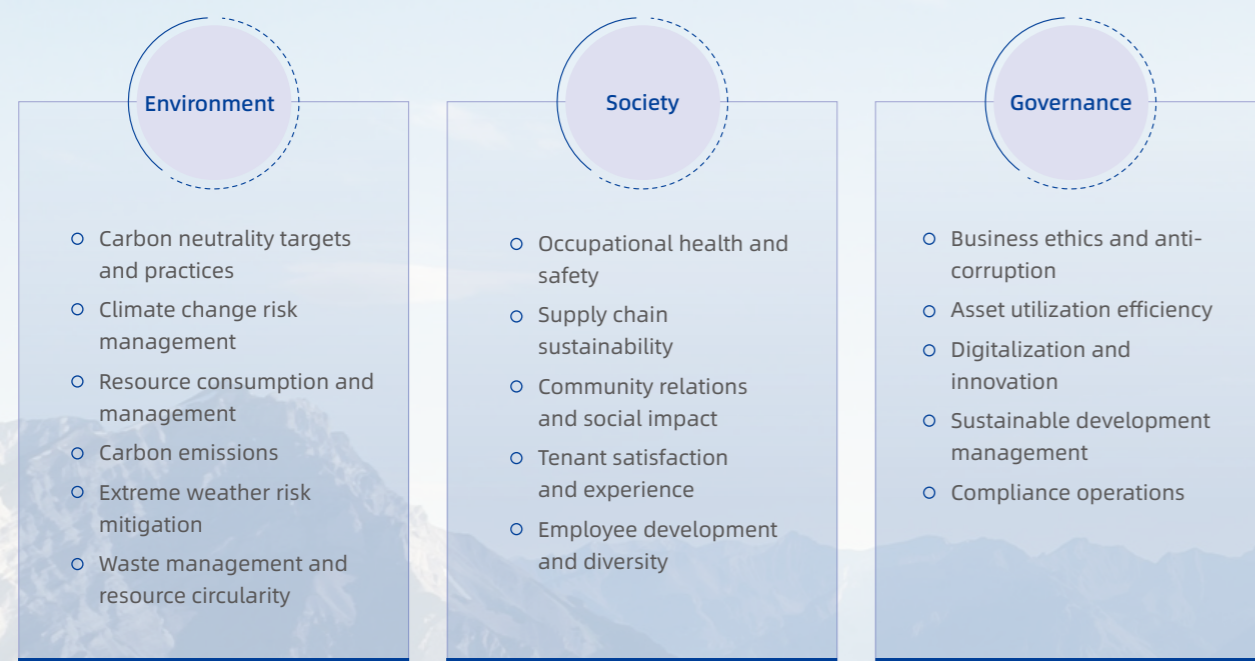 Environment
Carbon neutrality targets
and practices
Climate change risk
management
Resource consumption and
management
Carbon emissions
Extreme weather risk
mitigation
Waste management and
resource circularity
Society
Occupational health and
safety
Supply chain
sustainability
Community relations
and social impact
Tenant satisfaction
and experience
Employee development
and diversity
Governance
Business ethics and anti-
corruption
Asset utilization efficiency
Digitalization and
innovation
Sustainable development
management
Compliance operations